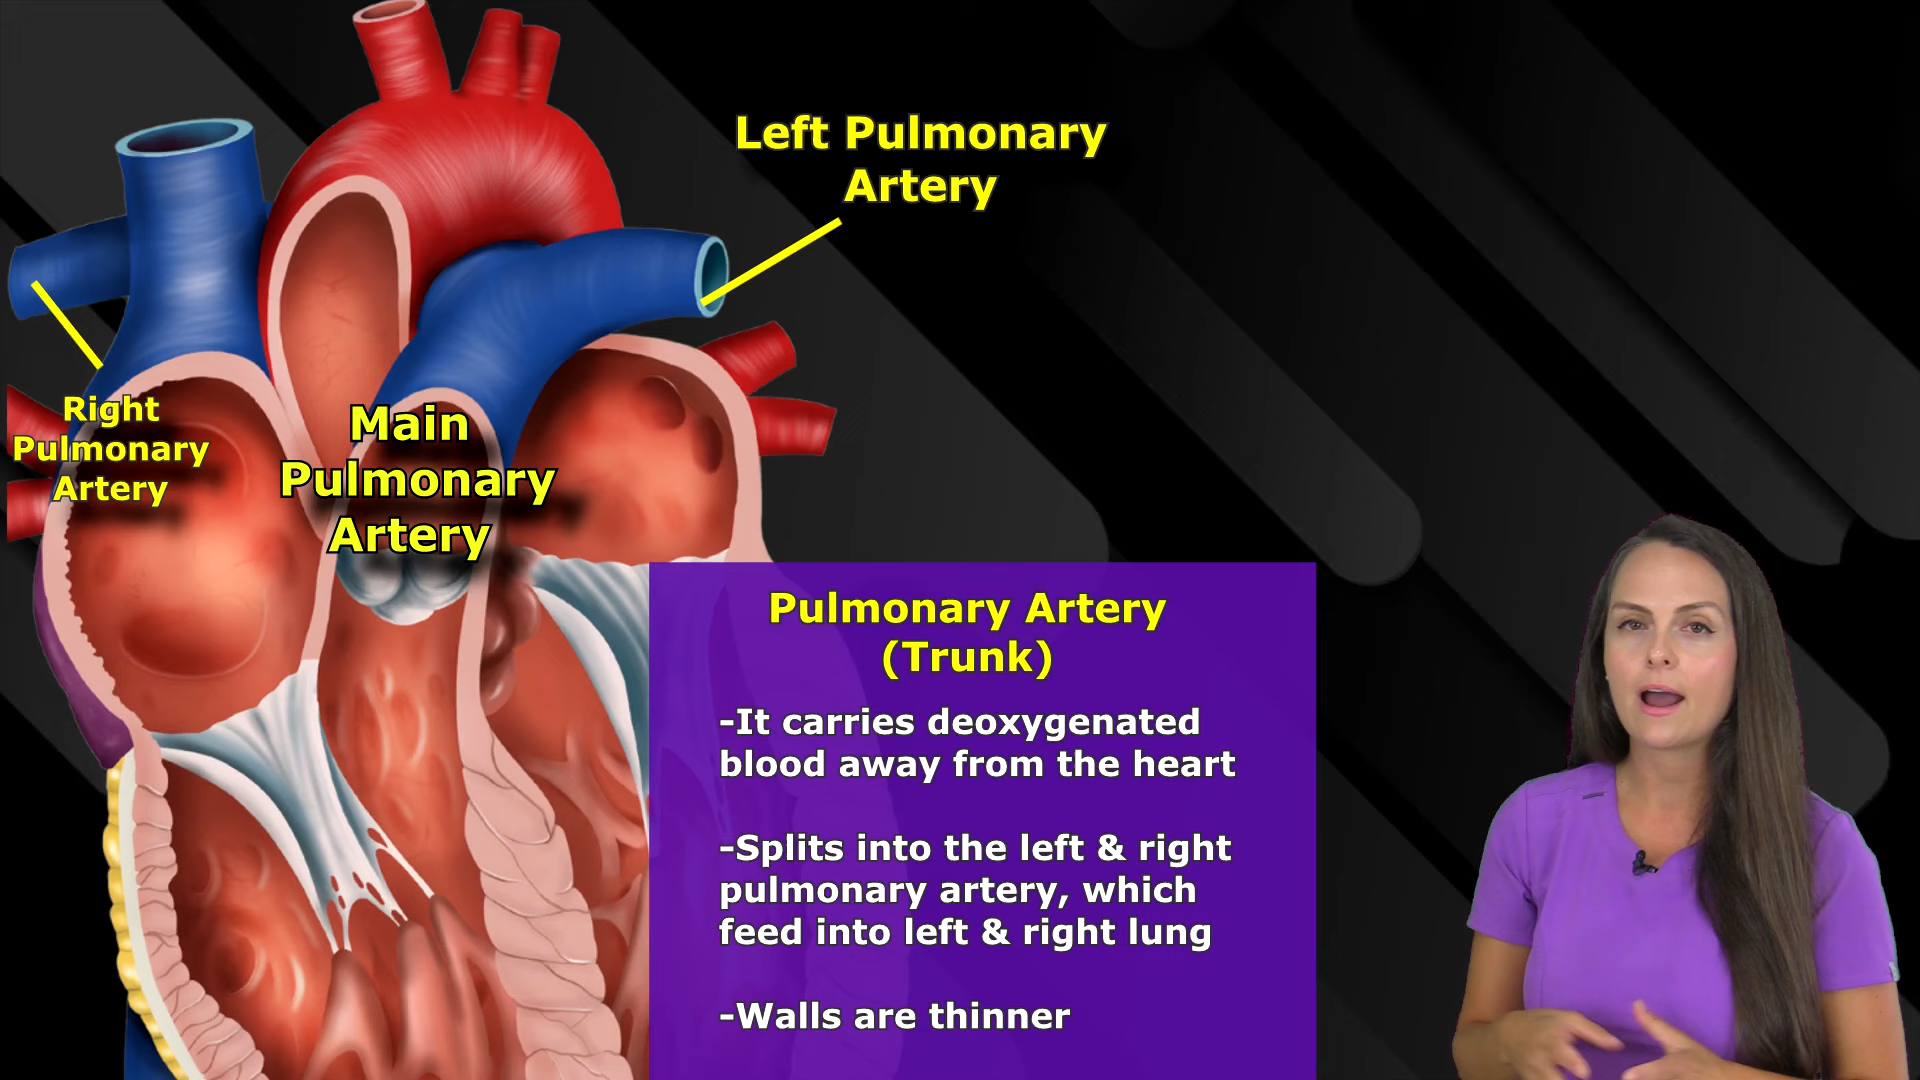 Left Pulmonary
Artery
Right
Pulmonary
Artery
Main
Pulmonary
Artery
Pulmonary Artery
(Trunk)
-It carries deoxygenated
blood away from the heart
-Splits into the left & right
pulmonary artery, which
feed into left & right lung
-Walls are thinner